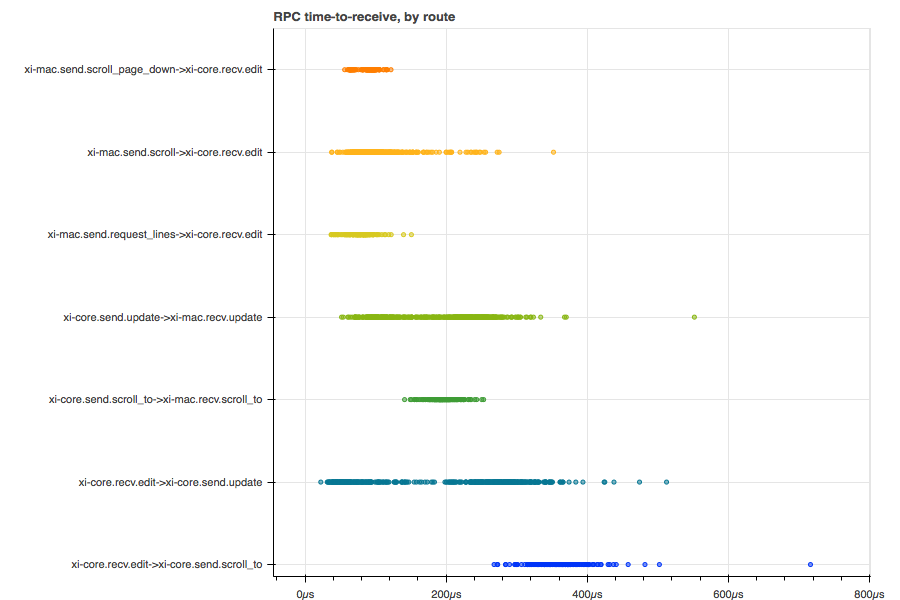 RPC time-to-receive, by route
xi-mac.send.scroll_page_down->xi-core.recv.edit
xi-mac.send.scroll->xi-core.recv.edit
xi-mac.send.request_lines->xi-core.recv.edit
xi-core.send.update->xi-mac.recv.update
xi-core.send.scroll_to->xi-mac.recv.scroll_to
xi-core.recv.edit->xi-core.send.update
xi-core.recv.edit->xi-core.send.scroll_to
0µs 200µs 400µs 600µs 800µs